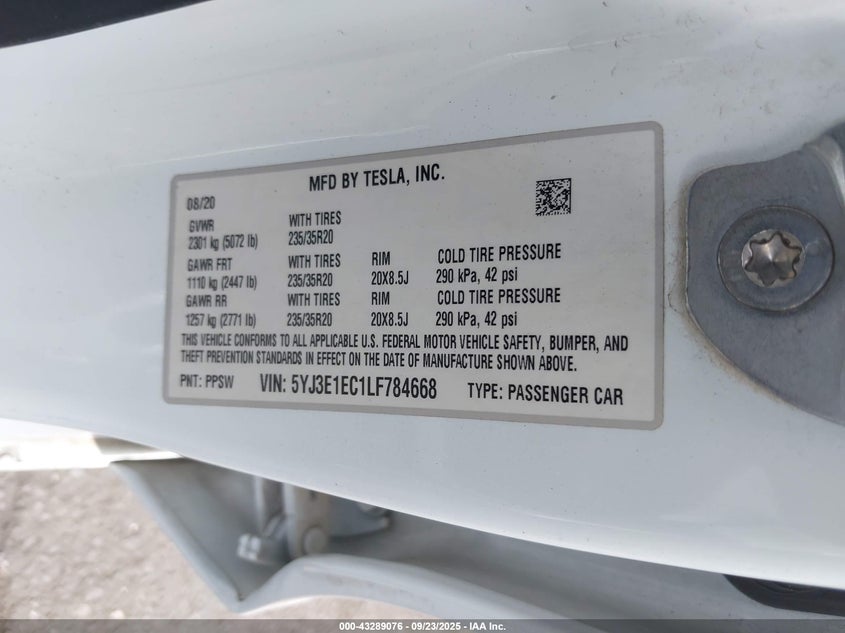 MFD BY TESLA, INC.
08/20
GVWR WITH TIRES
2301 kg (5072 lb) 235/35R20
GAWR FRT WITH TIRES RIM COLD TIRE PRESSURE
1110 kg (2447 lb) 235/35R20 20X8.5J 290 kPa, 42 psi
GAWR RR WITH TIRES RIM COLD TIRE PRESSURE
1257 kg (2771 lb) 235/35R20 20X8.5J 290 kPa, 42 psi
THIS VEHICLE CONFORMS TO ALL APPLICABLE U.S. FEDERAL MOTOR VEHICLE SAFETY, BUMPER, AND
THEFT PREVENTION STANDARDS IN EFFECT ON THE DATE OF MANUFACTURE SHOWN ABOVE.
PNT: PPSW VIN: 5YJ3E1EC1LF784668 TYPE: PASSENGER CAR
000-43289076 - 09/23/2025 - IAA Inc.